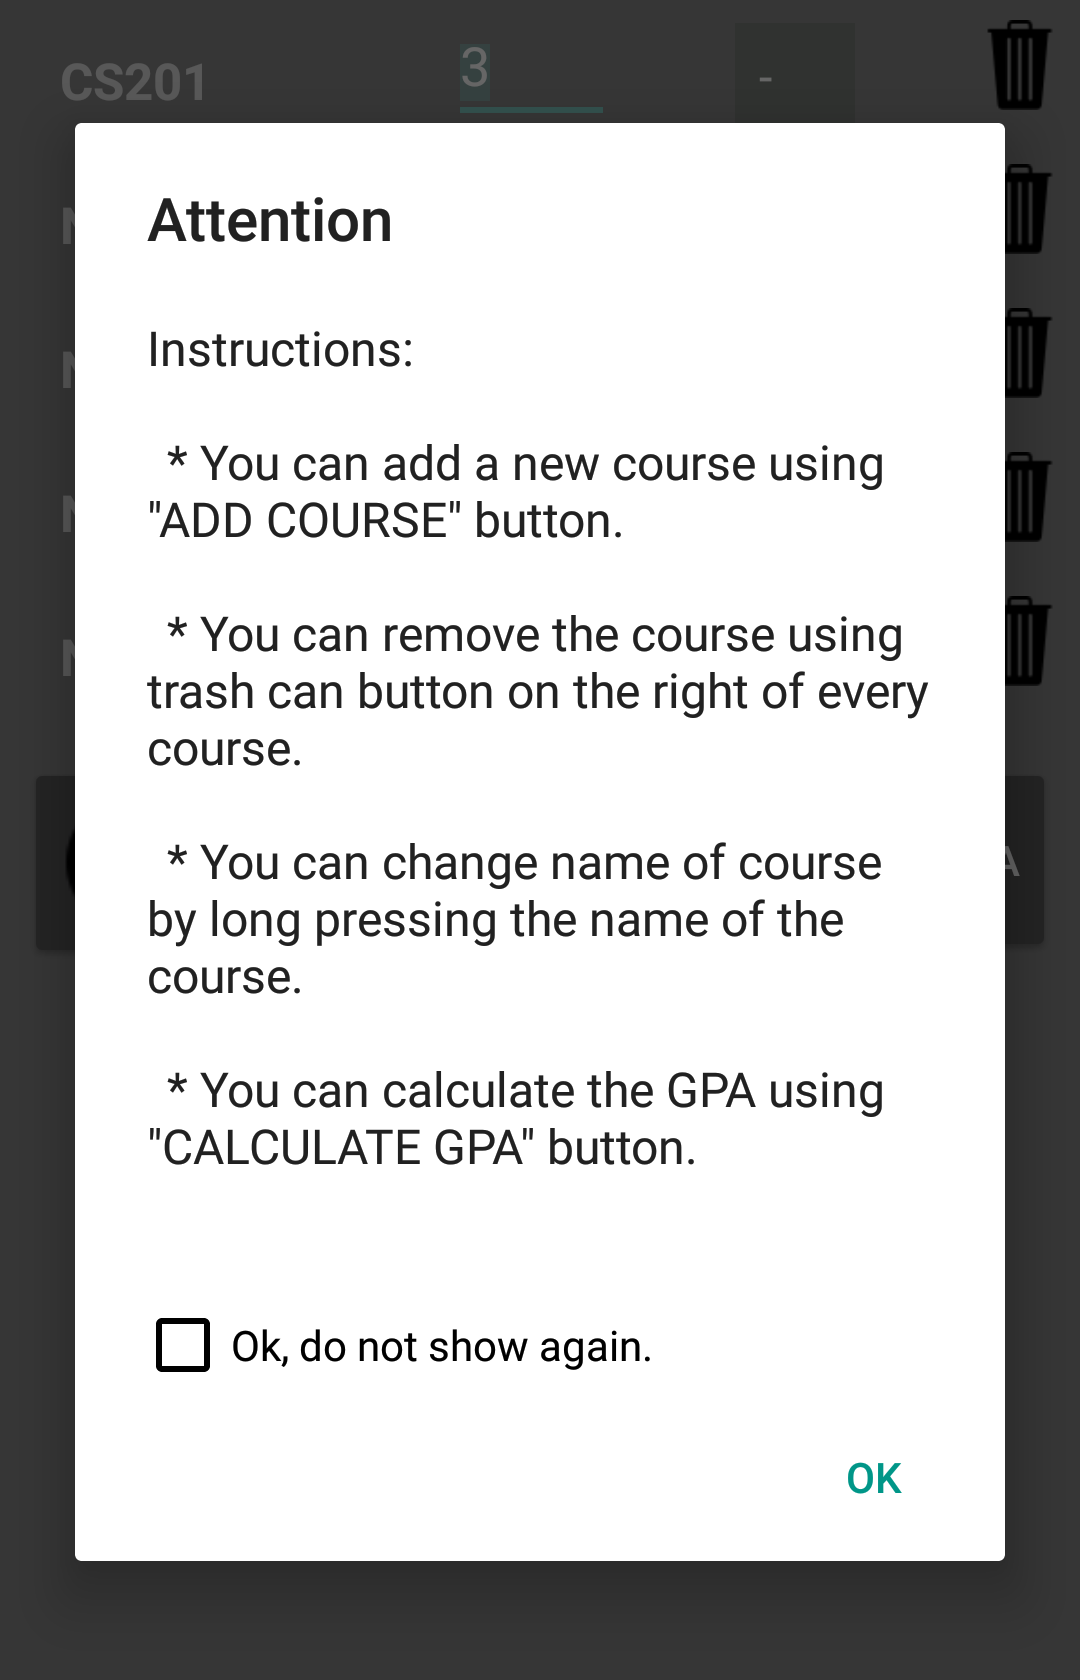 CS201 3 -
Attention
Instructions:
* You can add a new course using
"ADD COURSE" button.
* You can remove the course using
trash can button on the right of every
course.
* You can change name of course
by long pressing the name of the
course.
* You can calculate the GPA using
"CALCULATE GPA" button.
Ok, do not show again.
OK